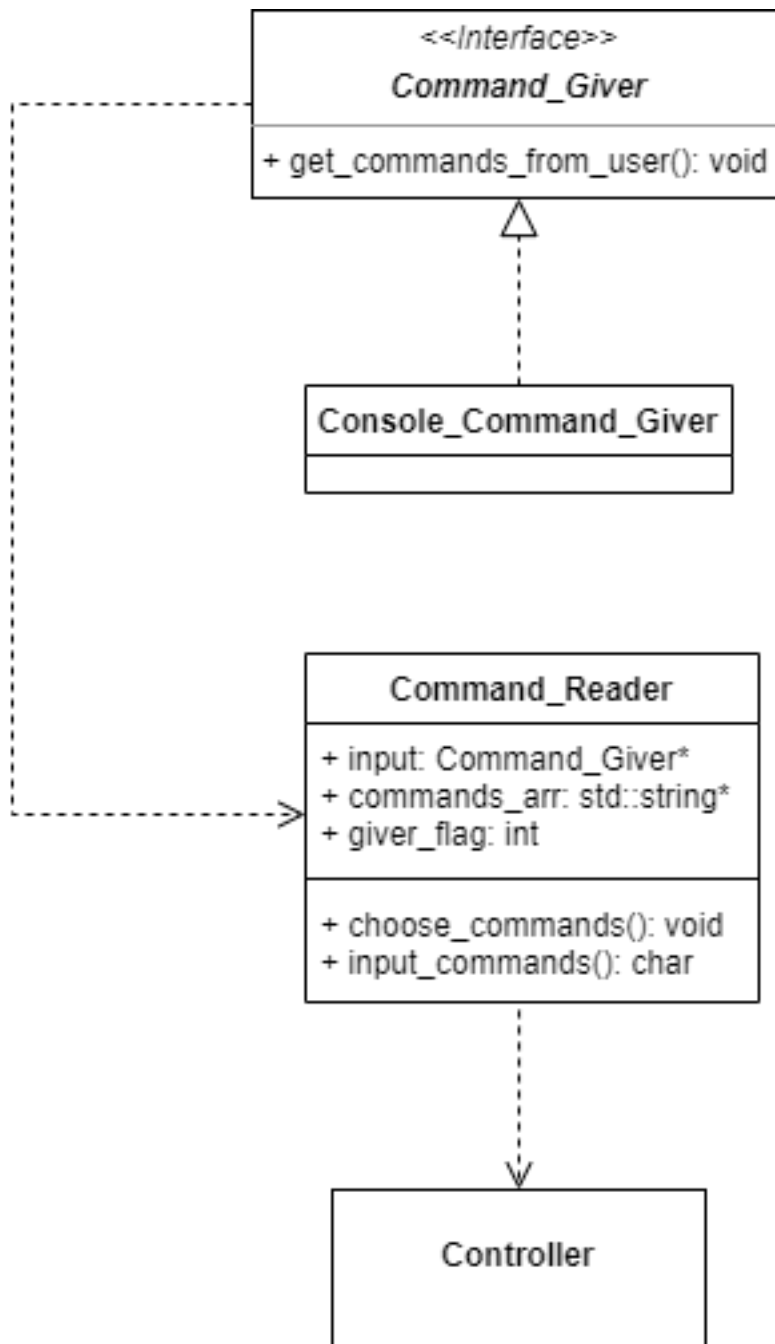 <<Interface>>
Command_Giver
+ get_commands_from_user(): void
Console_Command_Giver
Command_Reader
+ input: Command_Giver*
+ commands_arr: std::string*
+ giver_flag: int
+ choose_commands(): void
+ input_commands(): char
Controller